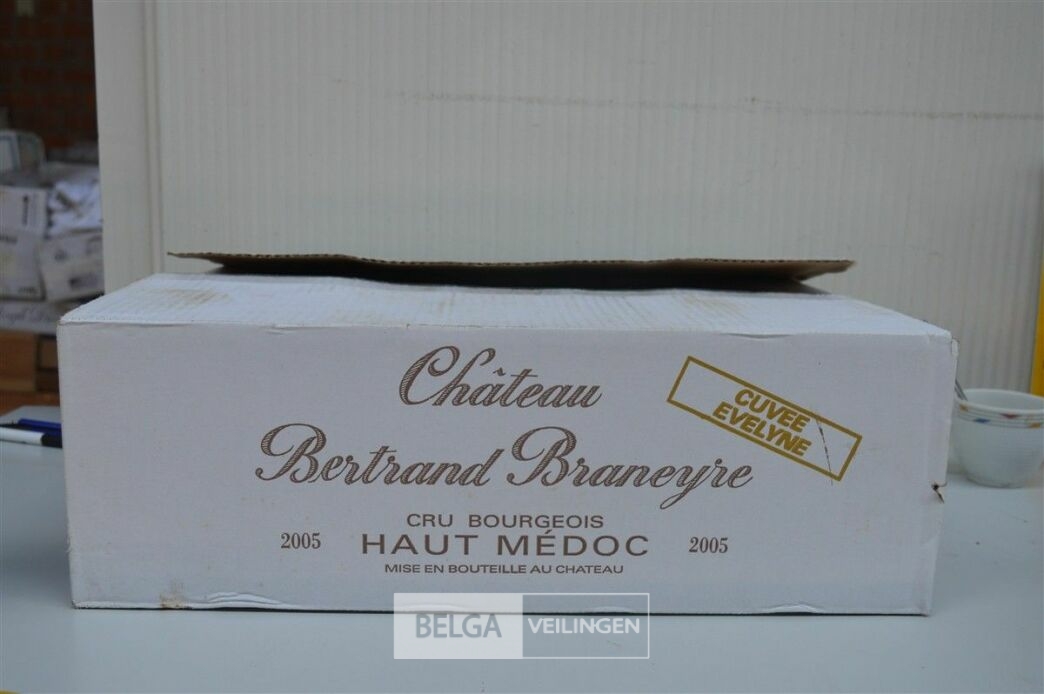 Château
CUVEE
EVELYNE
Bertrand Braneyre
CRU BOURGEOIS
2005 HAUT MÉDOC 2005
MISE EN BOUTEILLE AU CHATEAU
BELGA VEILINGEN